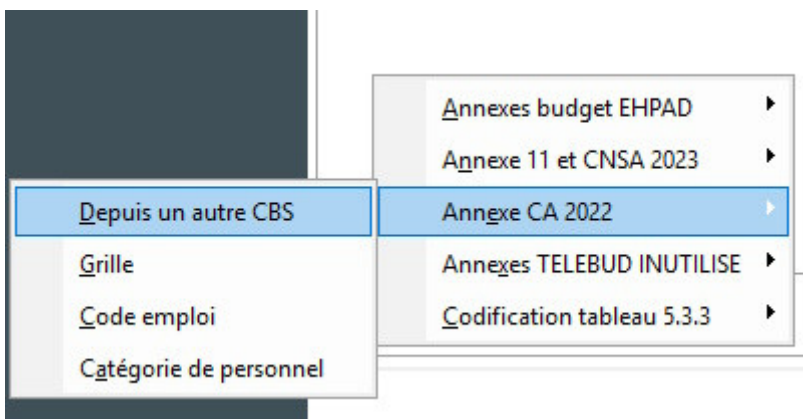 Annexes budget EHPAD
Annexe 11 et CNSA 2023
Annexe CA 2022
Annexes TELEBUD INUTILISE
Codification tableau 5.3.3
Depuis un autre CBS
Grille
Code emploi
Catégorie de personnel